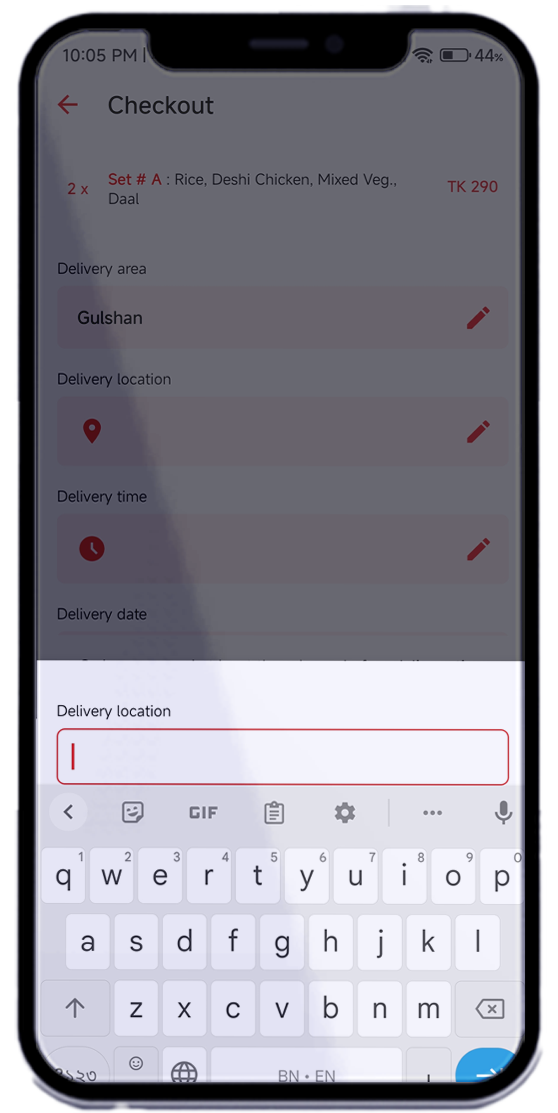 10:05 PM
44%
Checkout
2 x
Set # A : Rice, Deshi Chicken, Mixed Veg.,
Daal
TK 290
Delivery area
Gulshan
Delivery location
Delivery time
Delivery date
Delivery location
GIF
1 2 3 4 5 6 7 8 9 0
q w e r t y u i o p
a s d f g h j k l
z x c v b n m
BN • EN